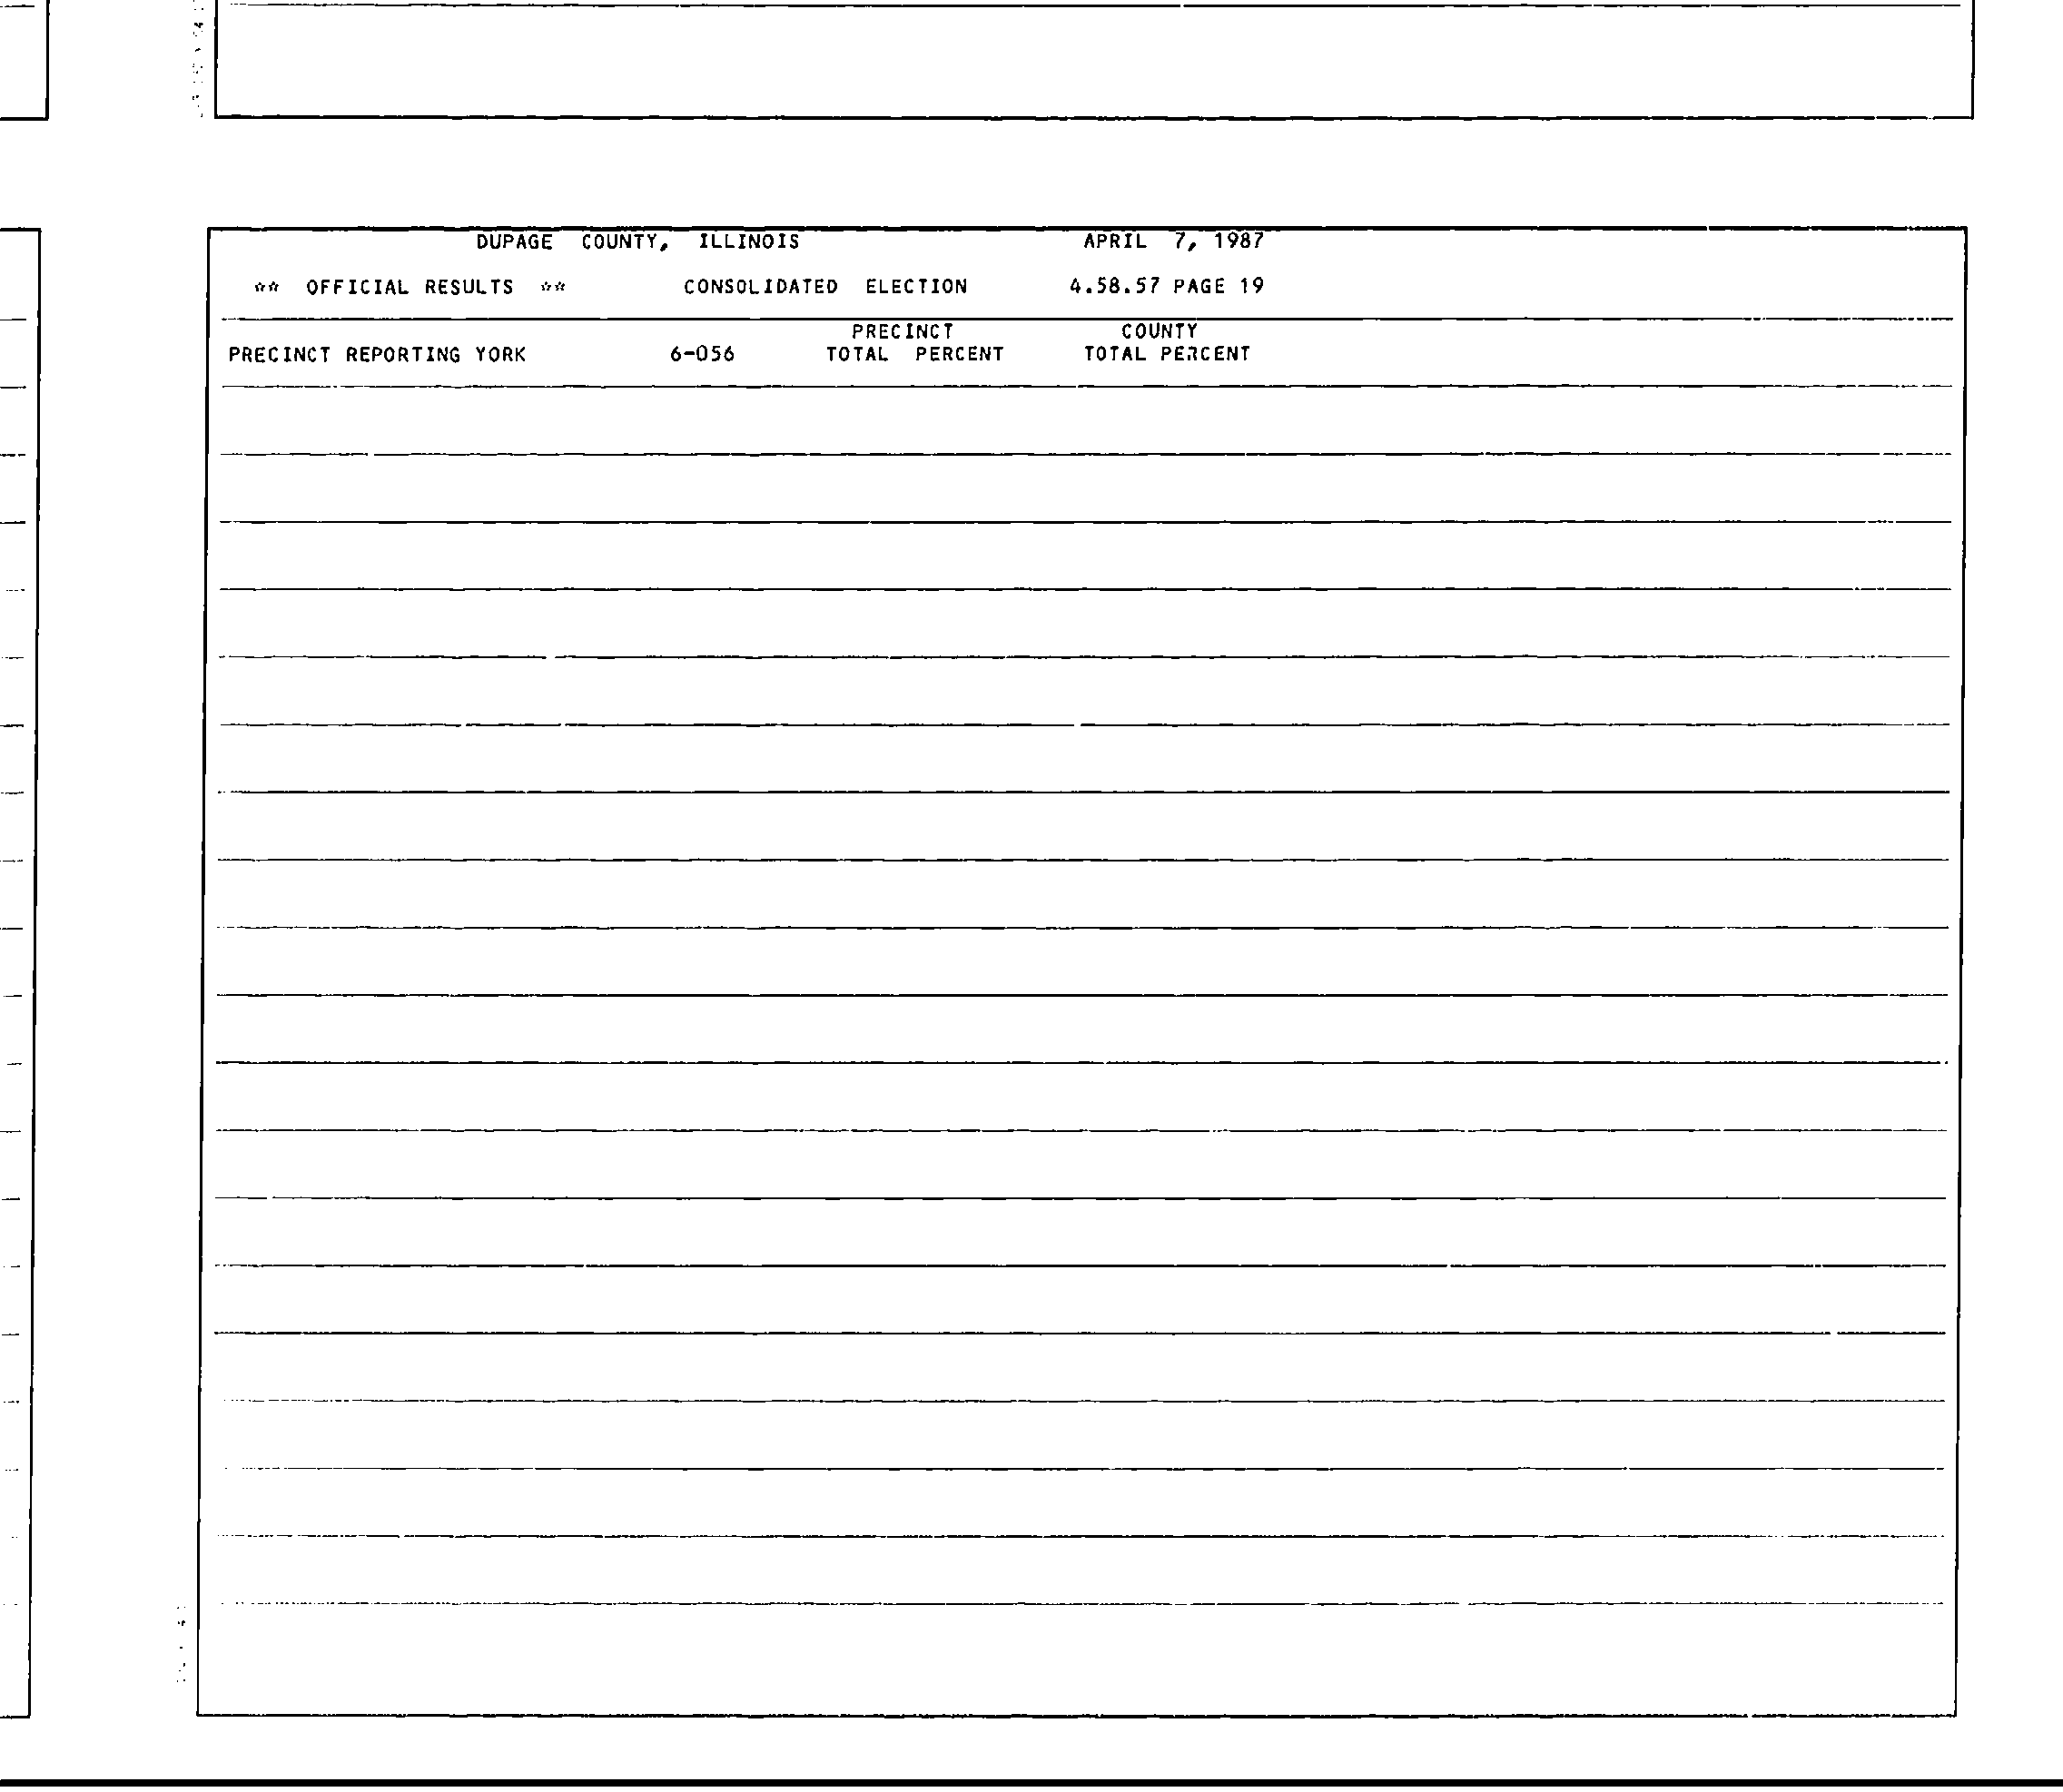 DUPAGE COUNTY, ILLINOIS APRIL 7, 1987
** OFFICIAL RESULTS ** CONSOLIDATED ELECTION 4.58.57 PAGE 19
PRECINCT COUNTY
PRECINCT REPORTING YORK 6-056 TOTAL PERCENT TOTAL PERCENT